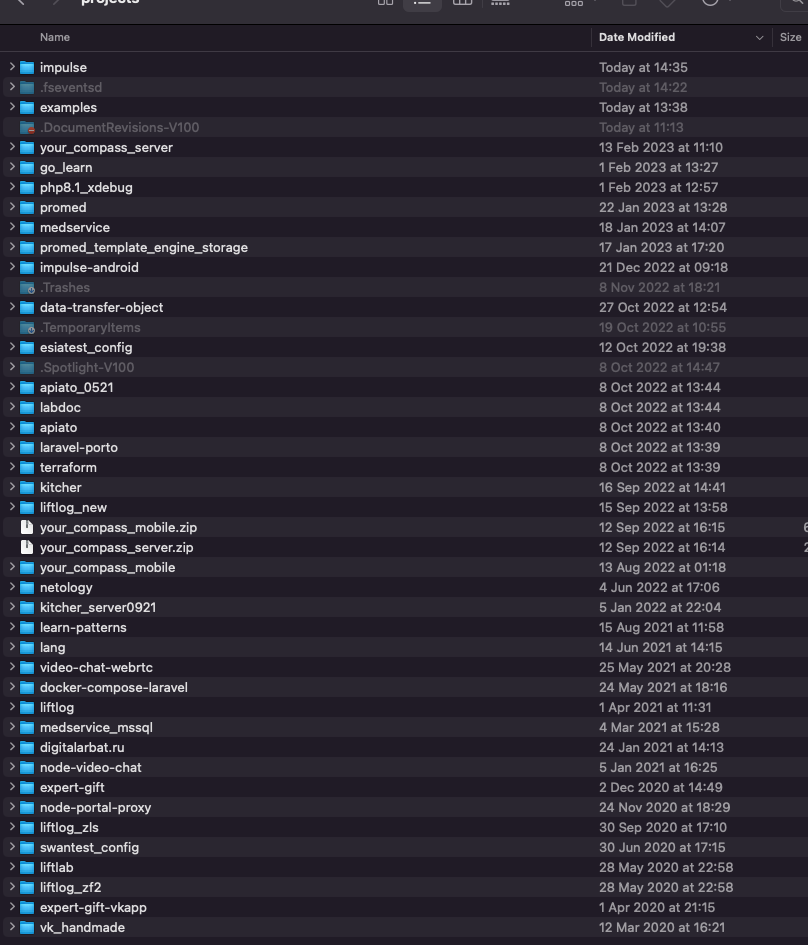 projects
Name Date Modified Size
impulse Today at 14:35
.fseventsd Today at 14:22
examples Today at 13:38
.DocumentRevisions-V100 Today at 11:13
your_compass_server 13 Feb 2023 at 11:10
go_learn 1 Feb 2023 at 13:27
php8.1_xdebug 1 Feb 2023 at 12:57
promed 22 Jan 2023 at 13:28
medservice 18 Jan 2023 at 14:07
promed_template_engine_storage 17 Jan 2023 at 17:20
impulse-android 21 Dec 2022 at 09:18
.Trashes 8 Nov 2022 at 18:21
data-transfer-object 27 Oct 2022 at 12:54
.TemporaryItems 19 Oct 2022 at 10:55
esiatest_config 12 Oct 2022 at 19:38
.Spotlight-V100 8 Oct 2022 at 14:47
apiato_0521 8 Oct 2022 at 13:44
labdoc 8 Oct 2022 at 13:44
apiato 8 Oct 2022 at 13:40
laravel-porto 8 Oct 2022 at 13:39
terraform 8 Oct 2022 at 13:39
kitcher 16 Sep 2022 at 14:41
liftlog_new 15 Sep 2022 at 13:58
your_compass_mobile.zip 12 Sep 2022 at 16:15
your_compass_server.zip 12 Sep 2022 at 16:14
your_compass_mobile 13 Aug 2022 at 01:18
netology 4 Jun 2022 at 17:06
kitcher_server0921 5 Jan 2022 at 22:04
learn-patterns 15 Aug 2021 at 11:58
lang 14 Jun 2021 at 14:15
video-chat-webrtc 25 May 2021 at 20:28
docker-compose-laravel 24 May 2021 at 18:16
liftlog 1 Apr 2021 at 11:31
medservice_mssql 4 Mar 2021 at 15:28
digitalarbat.ru 24 Jan 2021 at 14:13
node-video-chat 5 Jan 2021 at 16:25
expert-gift 2 Dec 2020 at 14:49
node-portal-proxy 24 Nov 2020 at 18:29
liftlog_zls 30 Sep 2020 at 17:10
swantest_config 30 Jun 2020 at 17:15
liftlab 28 May 2020 at 22:58
liftlog_zf2 28 May 2020 at 22:58
expert-gift-vkapp 1 Apr 2020 at 21:15
vk_handmade 12 Mar 2020 at 16:21